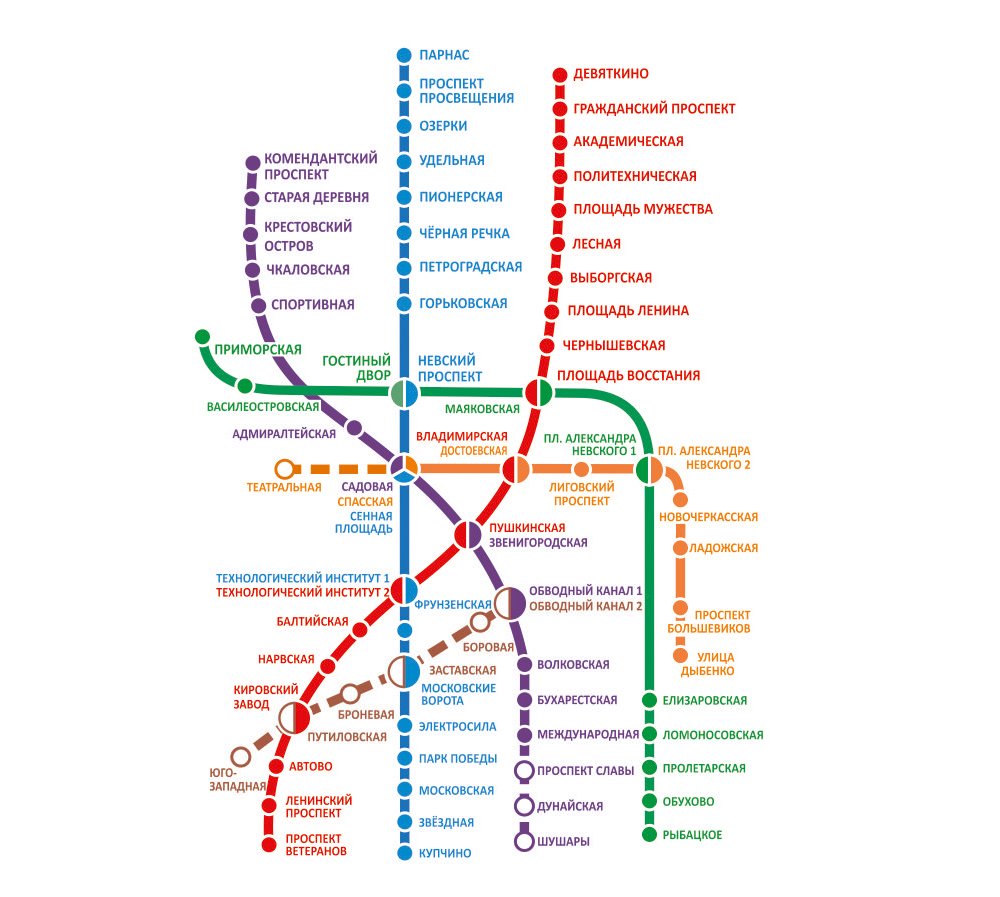 ПАРНАС
ПРОСПЕКТ
ПРОСВЕЩЕНИЯ
ОЗЕРКИ
УДЕЛЬНАЯ
ПИОНЕРСКАЯ
ЧЁРНАЯ РЕЧКА
ПЕТРОГРАДСКАЯ
ГОРЬКОВСКАЯ
НЕВСКИЙ
ПРОСПЕКТ
ДЕВЯТКИНО
ГРАЖДАНСКИЙ ПРОСПЕКТ
АКАДЕМИЧЕСКАЯ
ПОЛИТЕХНИЧЕСКАЯ
ПЛОЩАДЬ МУЖЕСТВА
ЛЕСНАЯ
ВЫБОРГСКАЯ
ПЛОЩАДЬ ЛЕНИНА
ЧЕРНЫШЕВСКАЯ
ПЛОЩАДЬ ВОССТАНИЯ
КОМЕНДАНТСКИЙ
ПРОСПЕКТ
СТАРАЯ ДЕРЕВНЯ
КРЕСТОВСКИЙ
ОСТРОВ
ЧКАЛОВСКАЯ
СПОРТИВНАЯ
ПРИМОРСКАЯ
ГОСТИНЫЙ
ДВОР
ВАСИЛЕОСТРОВСКАЯ
МАЯКОВСКАЯ
АДМИРАЛТЕЙСКАЯ
ВЛАДИМИРСКАЯ
ДОСТОЕВСКАЯ
ПЛ. АЛЕКСАНДРА
НЕВСКОГО 1
ПЛ. АЛЕКСАНДРА
НЕВСКОГО 2
ТЕАТРАЛЬНАЯ
САДОВАЯ
СПАССКАЯ
СЕННАЯ
ПЛОЩАДЬ
ЛИГОВСКИЙ
ПРОСПЕКТ
НОВОЧЕРКАССКАЯ
ЛАДОЖСКАЯ
ПРОСПЕКТ
БОЛЬШЕВИКОВ
УЛИЦА
ДЫБЕНКО
ПУШКИНСКАЯ
ЗВЕНИГОРОДСКАЯ
ТЕХНОЛОГИЧЕСКИЙ ИНСТИТУТ 1
ТЕХНОЛОГИЧЕСКИЙ ИНСТИТУТ 2
ФРУНЗЕНСКАЯ
ОБВОДНЫЙ КАНАЛ 1
ОБВОДНЫЙ КАНАЛ 2
БАЛТИЙСКАЯ
БОРОВАЯ
НАРВСКАЯ
ЗАСТАВСКАЯ
МОСКОВСКИЕ
ВОРОТА
КИРОВСКИЙ
ЗАВОД
БРОНЕВАЯ
ПУТИЛОВСКАЯ
ЮГО-
ЗАПАДНАЯ
АВТОВО
ЛЕНИНСКИЙ
ПРОСПЕКТ
ПРОСПЕКТ
ВЕТЕРАНОВ
ЭЛЕКТРОСИЛА
ПАРК ПОБЕДЫ
МОСКОВСКАЯ
ЗВЁЗДНАЯ
КУПЧИНО
ВОЛКОВСКАЯ
БУХАРЕСТСКАЯ
МЕЖДУНАРОДНАЯ
ПРОСПЕКТ СЛАВЫ
ДУНАЙСКАЯ
ШУШАРЫ
ЕЛИЗАРОВСКАЯ
ЛОМОНОСОВСКАЯ
ПРОЛЕТАРСКАЯ
ОБУХОВО
РЫБАЦКОЕ